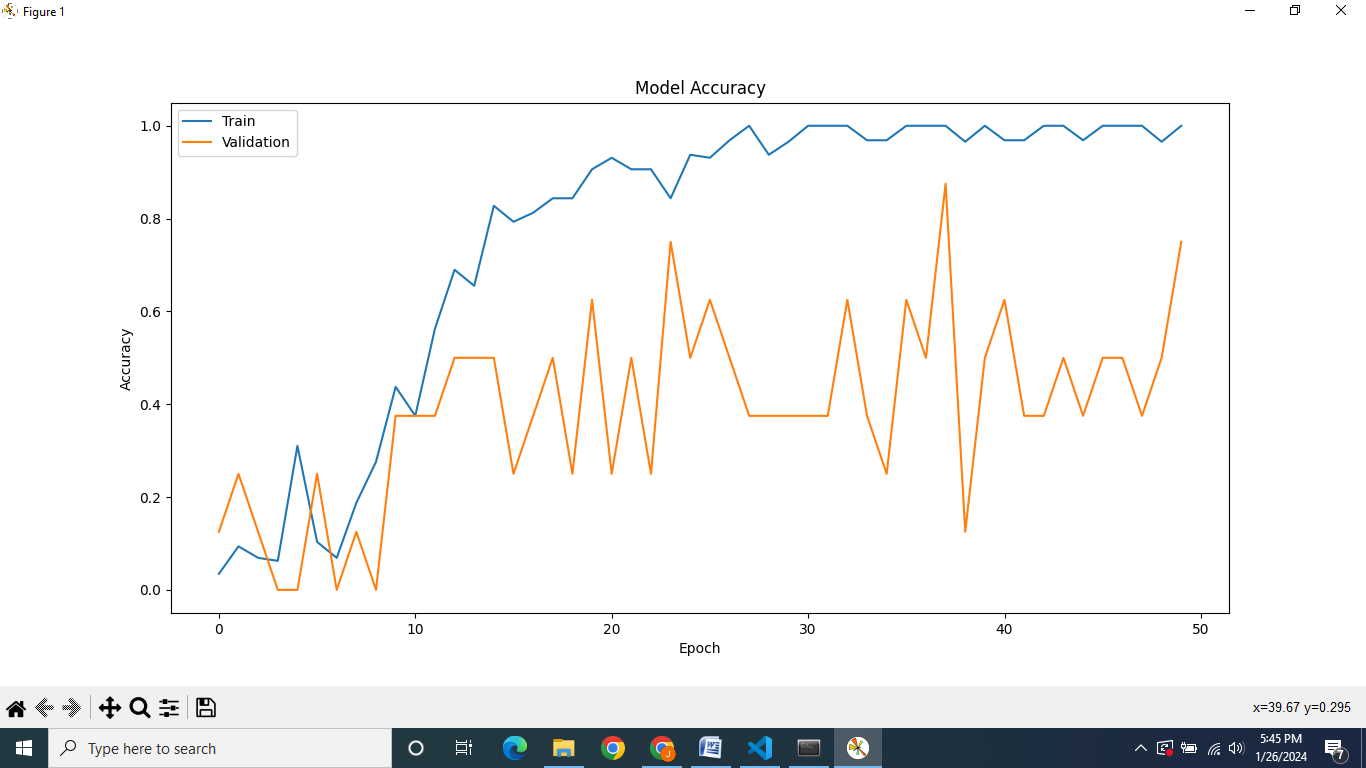 Figure 1
Model Accuracy
Train
Validation
1.0
0.8
0.6
0.4
0.2
0.0
Accuracy
0 10 20 30 40 50
Epoch
x=39.67 y=0.295
Type here to search
J
W
5:45 PM
1/26/2024
7